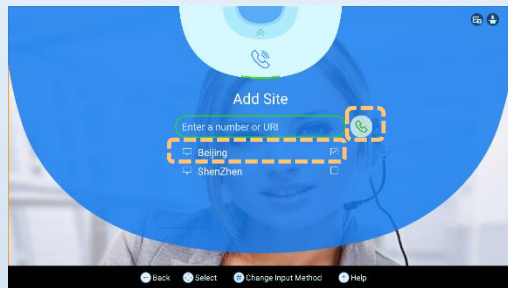 Add Site
Enter a number or URI
Beijing
ShenZhen
Back Select # Change Input Method Help